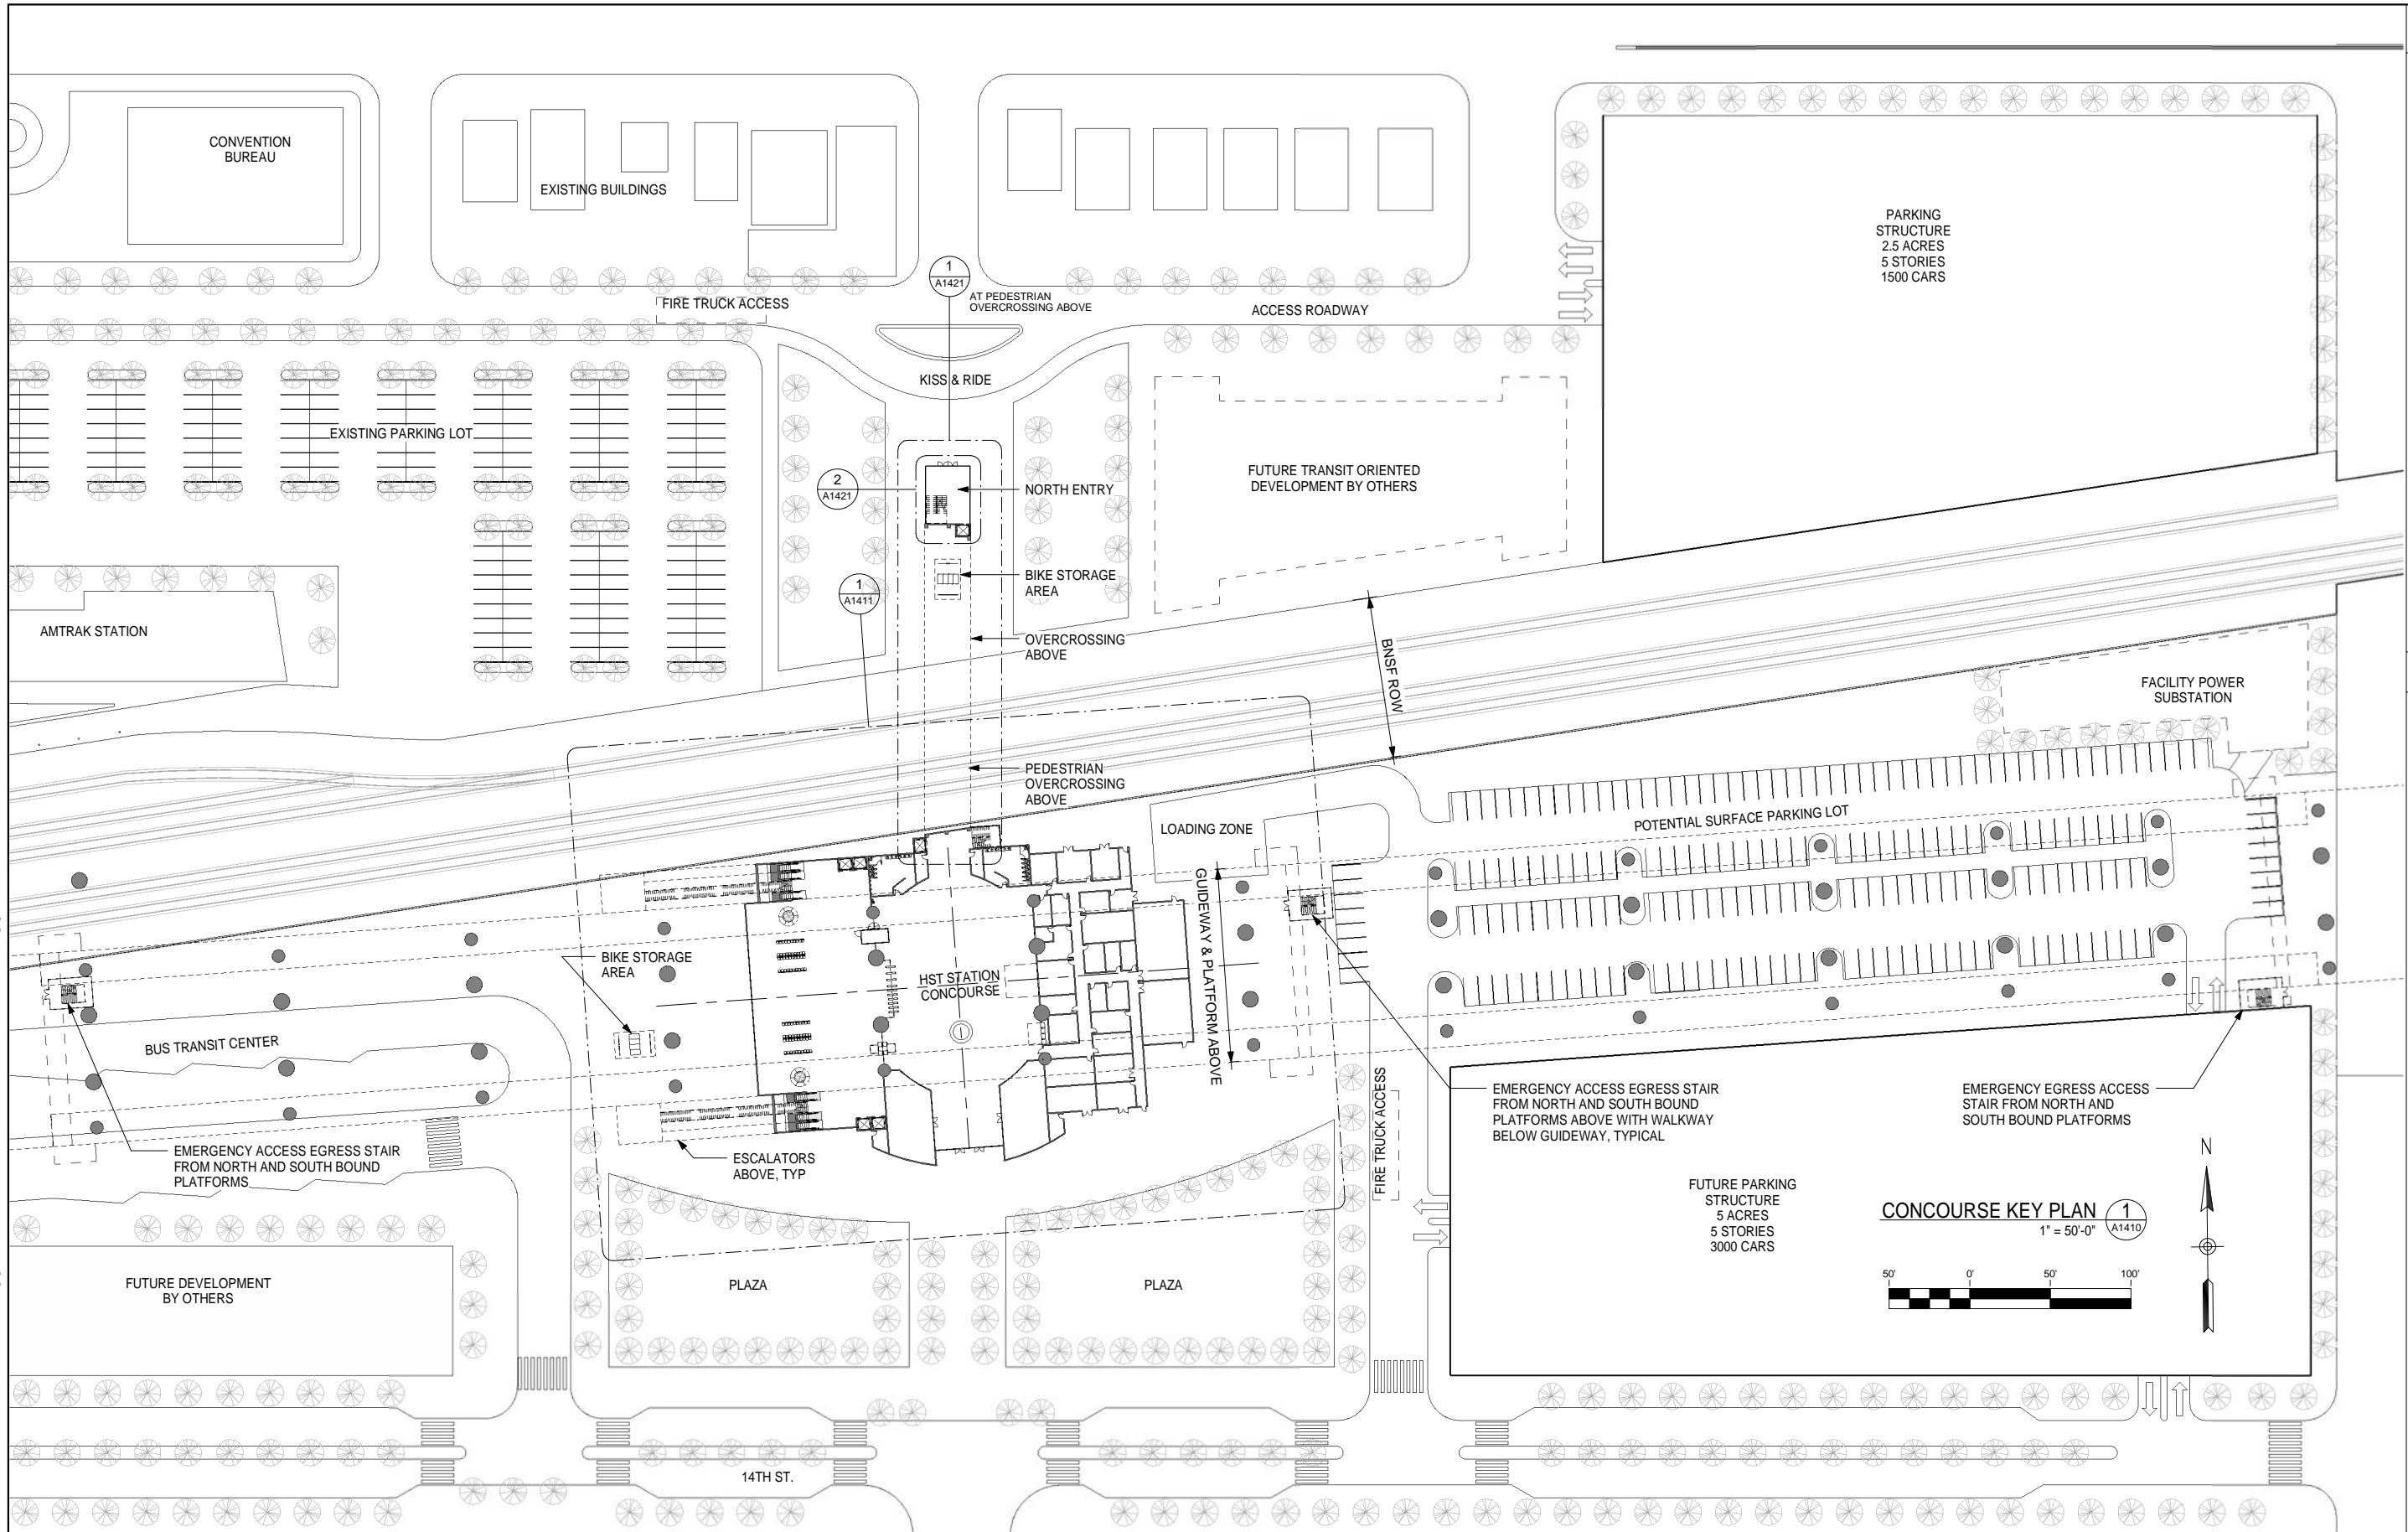 CONVENTION
BUREAU
EXISTING BUILDINGS
PARKING
STRUCTURE
2.5 ACRES
5 STORIES
1500 CARS
1
A1421
AT PEDESTRIAN
OVERCROSSING ABOVE
FIRE TRUCK ACCESS
ACCESS ROADWAY
KISS & RIDE
EXISTING PARKING LOT
2
A1421
NORTH ENTRY
FUTURE TRANSIT ORIENTED
DEVELOPMENT BY OTHERS
BIKE STORAGE
AREA
1
A1411
AMTRAK STATION
OVERCROSSING
ABOVE
BNSF ROW
FACILITY POWER
SUBSTATION
PEDESTRIAN
OVERCROSSING
ABOVE
LOADING ZONE
POTENTIAL SURFACE PARKING LOT
GUIDEWAY & PLATFORM ABOVE
BIKE STORAGE
AREA
HST STATION
CONCOURSE
BUS TRANSIT CENTER
EMERGENCY ACCESS EGRESS STAIR
FROM NORTH AND SOUTH BOUND
PLATFORMS
ESCALATORS
ABOVE, TYP
FIRE TRUCK ACCESS
EMERGENCY ACCESS EGRESS STAIR
FROM NORTH AND SOUTH BOUND
PLATFORMS ABOVE WITH WALKWAY
BELOW GUIDEWAY, TYPICAL
EMERGENCY EGRESS ACCESS
STAIR FROM NORTH AND
SOUTH BOUND PLATFORMS
N
FUTURE PARKING
STRUCTURE
5 ACRES
5 STORIES
3000 CARS
CONCOURSE KEY PLAN
1" = 50'-0"
1
A1410
50' 0' 50' 100'
FUTURE DEVELOPMENT
BY OTHERS
PLAZA
PLAZA
14TH ST.